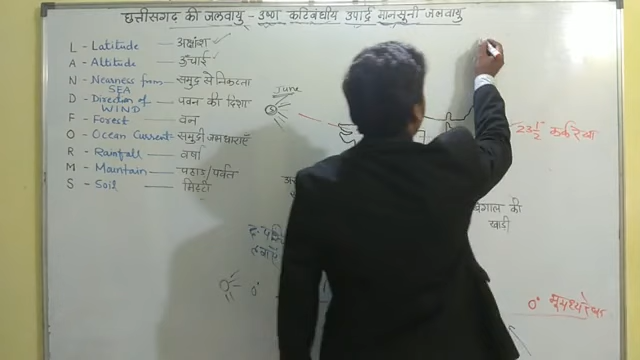 छत्तीसगढ़ की जलवायु - उष्ण कटिबंधीय उपार्द्र मानसूनी जलवायु
L - Latitude — अक्षांश
A - Altitude — ऊँचाई
N - Nearness from SEA — समुद्र से निकटता
D - Direction of WIND — पवन की दिशा
F - Forest — वन
O - Ocean Current - समुद्री जलधाराएँ
R - Rainfall — वर्षा
M - Mountain — पहाड़/पर्वत
S - Soil — मिट्टी
June
S
23½° कर्क रेखा
की
खाड़ी
0°
0° भूमध्य रेखा